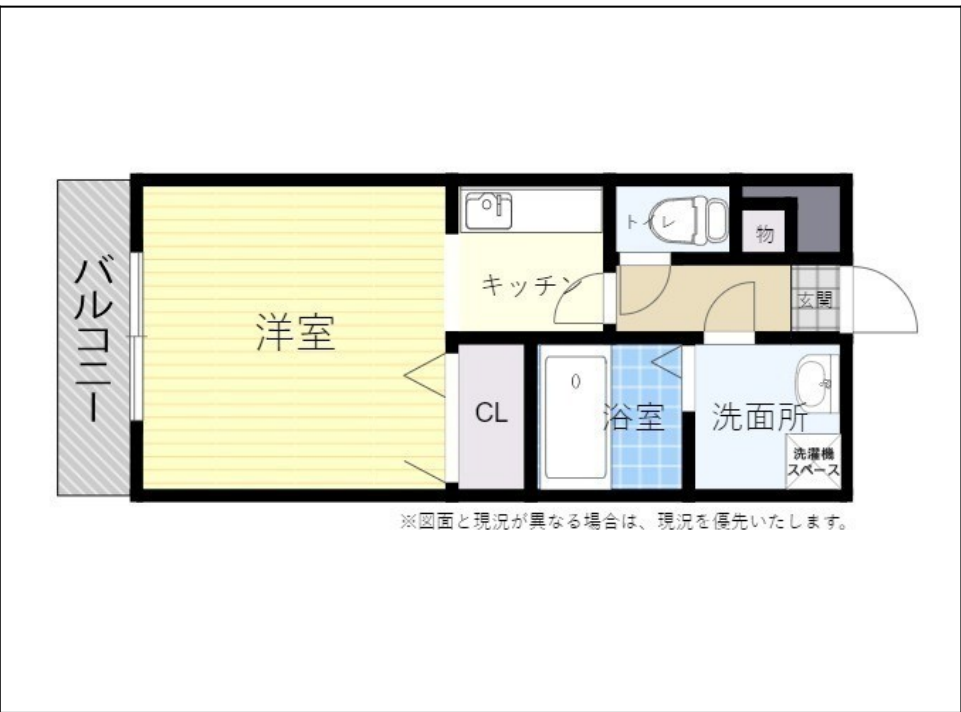 バルコニー
洋室
キッチン
トイレ
物
玄関
CL
浴室
洗面所
洗濯機
スペース
※図面と現況が異なる場合は、現況を優先いたします。